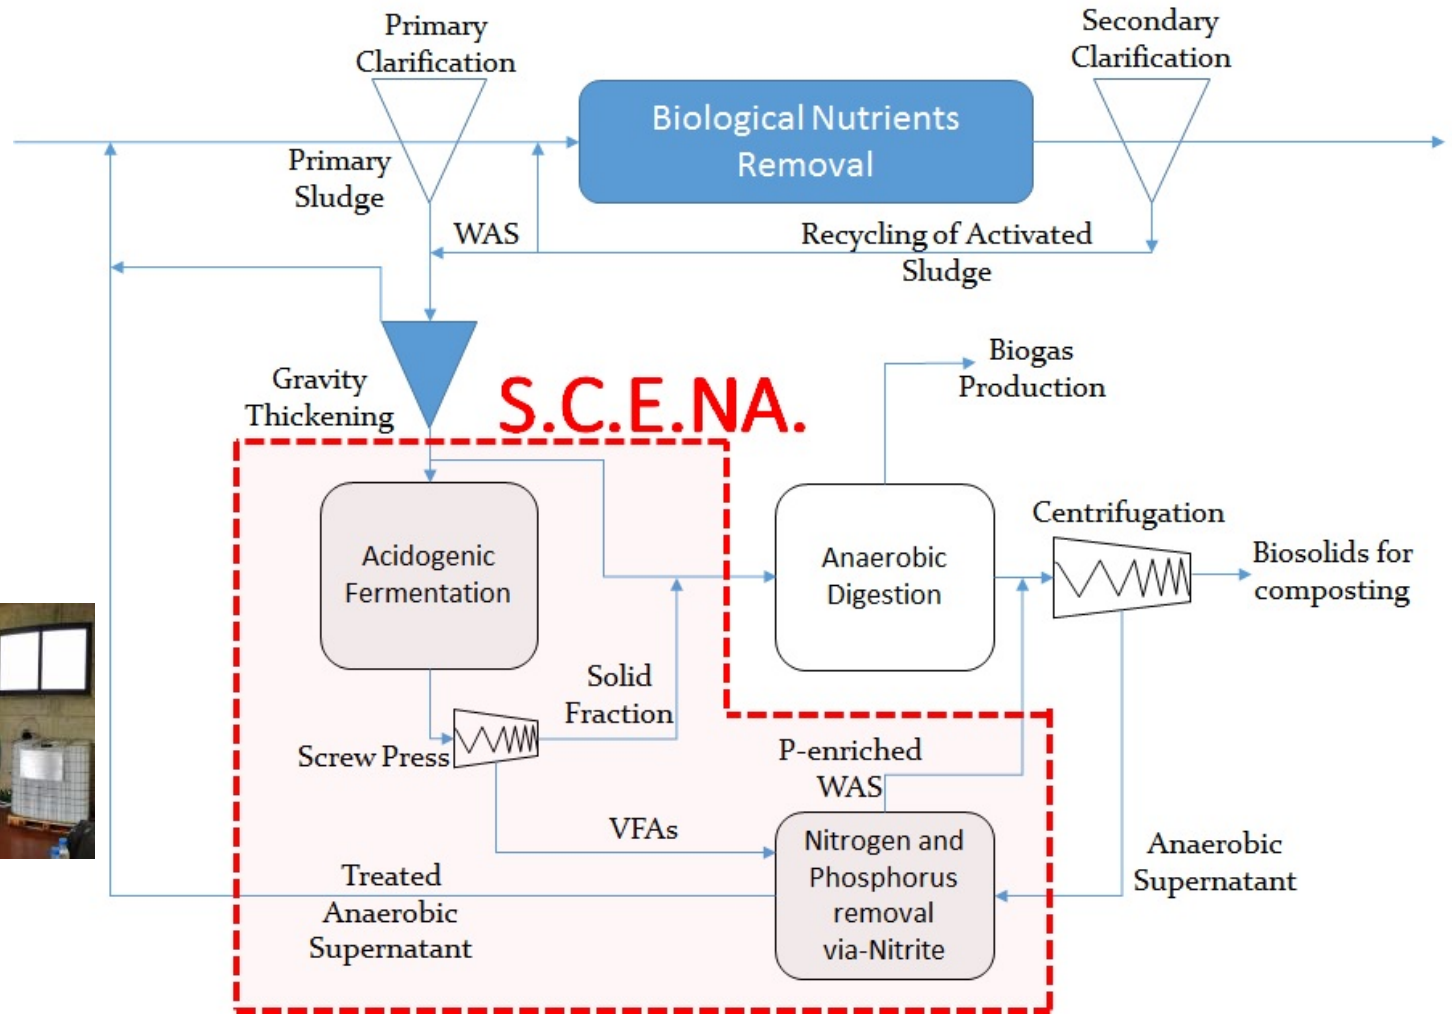 Primary
Clarification
Secondary
Clarification
Biological Nutrients
Removal
Primary
Sludge
WAS
Recycling of Activated
Sludge
Gravity
Thickening
S.C.E.NA.
Biogas
Production
Acidogenic
Fermentation
Anaerobic
Digestion
Centrifugation
Biosolids for
composting
Solid
Fraction
Screw Press
P-enriched
WAS
VFAs
Nitrogen and
Phosphorus
removal
via-Nitrite
Anaerobic
Supernatant
Treated
Anaerobic
Supernatant